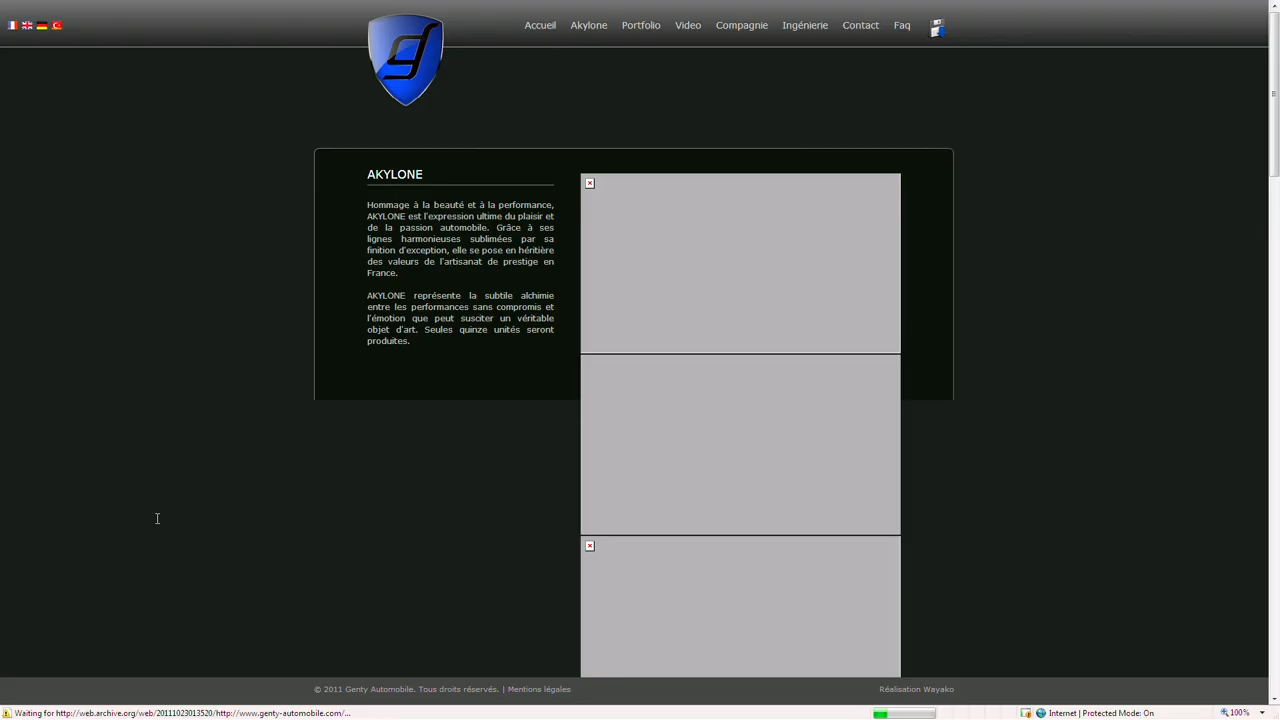 Accueil Akylone Portfolio Video Compagnie Ingénierie Contact Faq
AKYLONE
Hommage à la beauté et à la performance,
AKYLONE est l'expression ultime du plaisir et
de la passion automobile. Grâce à ses
lignes harmonieuses sublimées par sa
finition d'exception, elle se pose en héritière
des valeurs de l'artisanat de prestige en
France.
AKYLONE représente la subtile alchimie
entre les performances sans compromis et
l'émotion que peut susciter un véritable
objet d'art. Seules quinze unités seront
produites.
© 2011 Genty Automobile. Tous droits réservés. | Mentions légales
Réalisation Wayako
Waiting for http://web.archive.org/web/20111023013520/http://www.genty-automobile.com/...
Internet | Protected Mode: On
100%